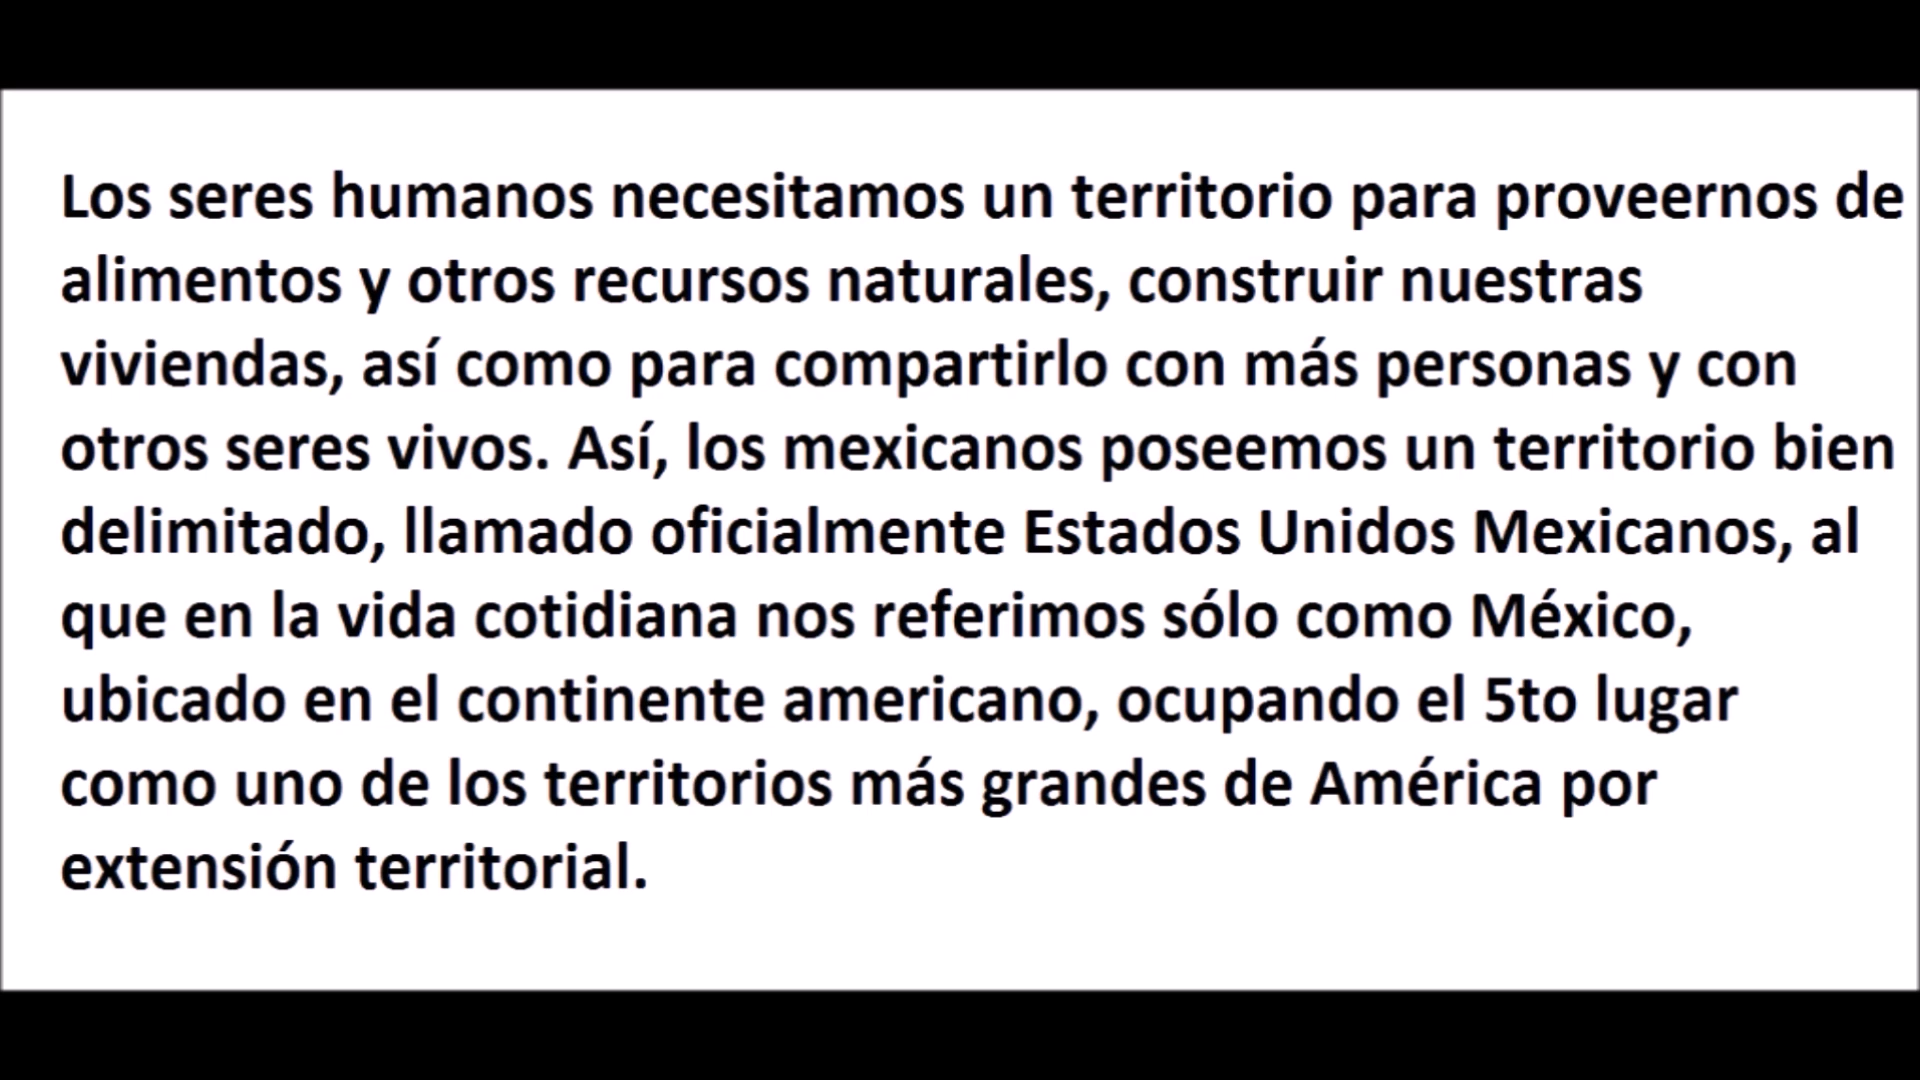 Los seres humanos necesitamos un territorio para proveernos de
alimentos y otros recursos naturales, construir nuestras
viviendas, así como para compartirlo con más personas y con
otros seres vivos. Así, los mexicanos poseemos un territorio bien
delimitado, llamado oficialmente Estados Unidos Mexicanos, al
que en la vida cotidiana nos referimos sólo como México,
ubicado en el continente americano, ocupando el 5to lugar
como uno de los territorios más grandes de América por
extensión territorial.